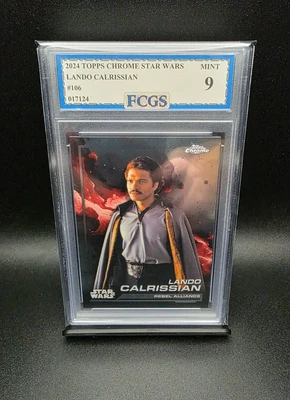 2024 TOPPS CHROME STAR WARS MINT
LANDO CALRISSIAN 9
#106
017124 FCGS
Topps Chrome
LANDO
CALRISSIAN
STAR WARS
REBEL ALLIANCE